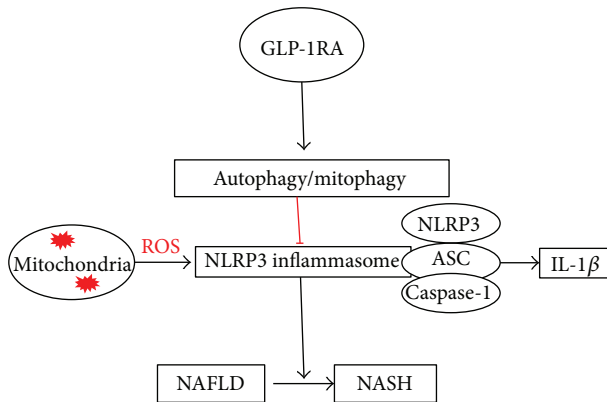 GLP-1RA
Autophagy/mitophagy
NLRP3
ROS
Mitochondria
NLRP3 inflammasome
ASC
IL-1β
Caspase-1
NAFLD
NASH